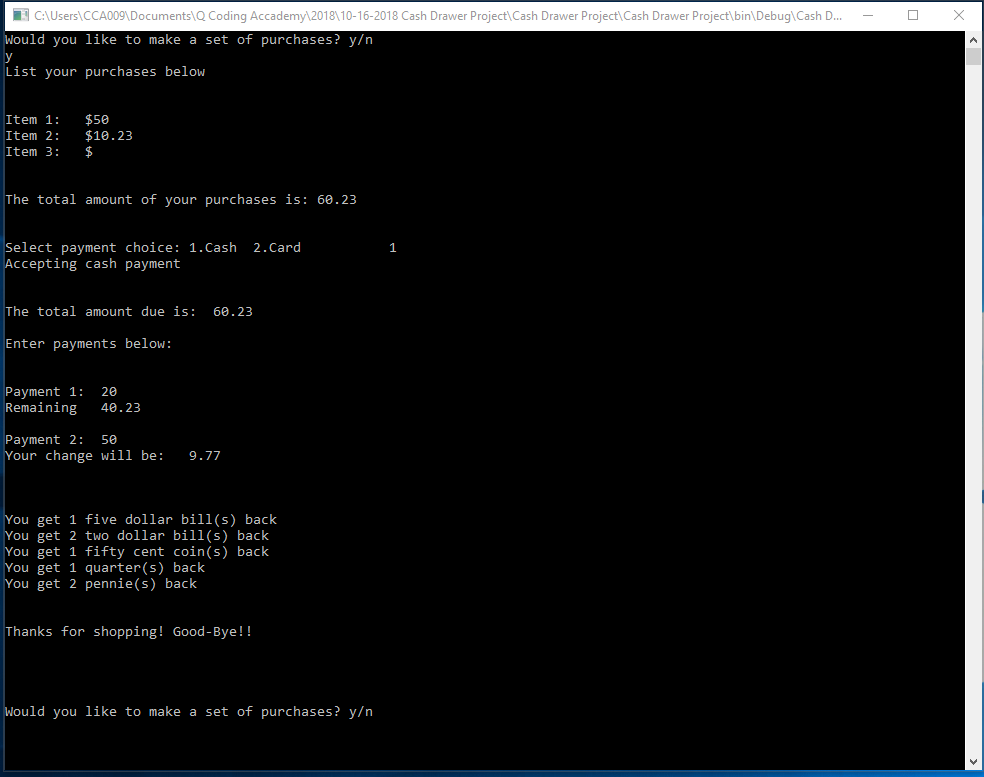 C:\Users\CCA009\Documents\Q Coding Accademy\2018\10-16-2018 Cash Drawer Project\Cash Drawer Project\Cash Drawer Project\bin\Debug\Cash D...
Would you like to make a set of purchases? y/n
y
List your purchases below
Item 1:   $50
Item 2:   $10.23
Item 3:   $
The total amount of your purchases is: 60.23
Select payment choice: 1.Cash  2.Card           1
Accepting cash payment
The total amount due is:  60.23
Enter payments below:
Payment 1:  20
Remaining   40.23
Payment 2:  50
Your change will be:   9.77
You get 1 five dollar bill(s) back
You get 2 two dollar bill(s) back
You get 1 fifty cent coin(s) back
You get 1 quarter(s) back
You get 2 pennie(s) back
Thanks for shopping! Good-Bye!!
Would you like to make a set of purchases? y/n